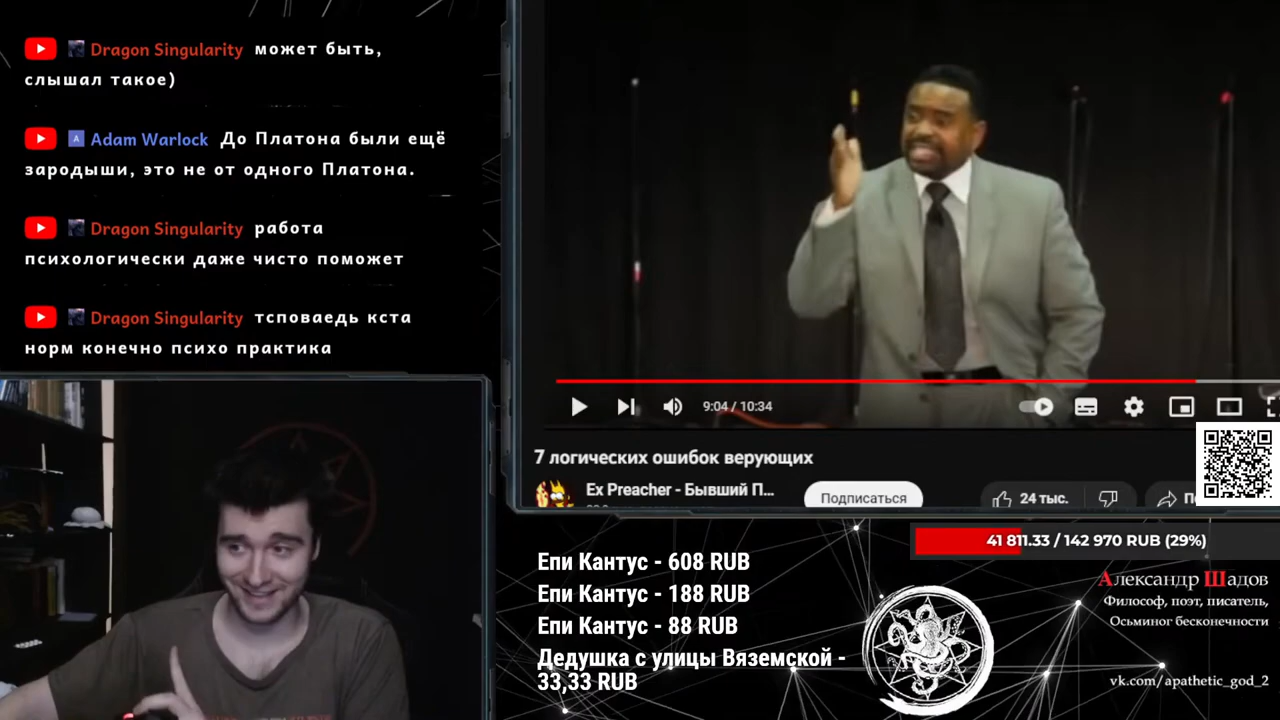 Dragon Singularity может быть,
слышал такое)
A Adam Warlock До Платона были ещё
зародыши, это не от одного Платона.
Dragon Singularity работа
психологически даже чисто поможет
Dragon Singularity тсповаедь кста
норм конечно психо практика
9:04 / 10:34
7 логических ошибок верующих
Ex Preacher - Бывший П...
Подписаться
24 тыс.
41 811.33 / 142 970 RUB (29%)
Епи Кантус - 608 RUB
Епи Кантус - 188 RUB
Епи Кантус - 88 RUB
Дедушка с улицы Вяземской -
33,33 RUB
Александр Шадов
Философ, поэт, писатель,
Осьминог бесконечности
vk.com/apathetic_god_2